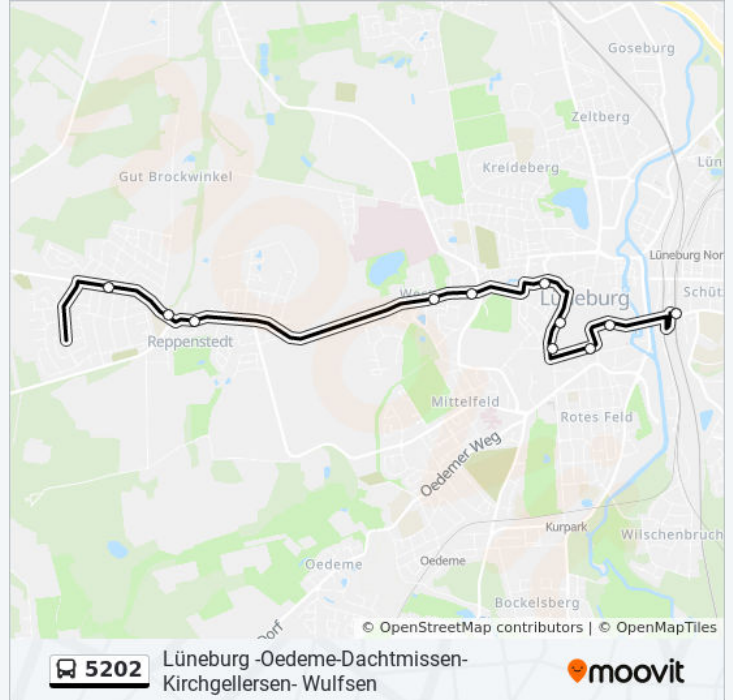 Goseburg
Zeltberg
Lün
Kreideberg
Gut Brockwinkel
Lüneburg Nor
Schüt
Lüneburg
Reppenstedt
Mittelfeld
Rotes Feld
Oedemer Weg
Kurpark
Wilschenbruch
Oedeme
Oedeme
Bockelsberg
© OpenStreetMap contributors | © OpenMapTiles
5202
Lüneburg -Oedeme-Dachtmissen-
Kirchgellersen- Wulfsen
moovit